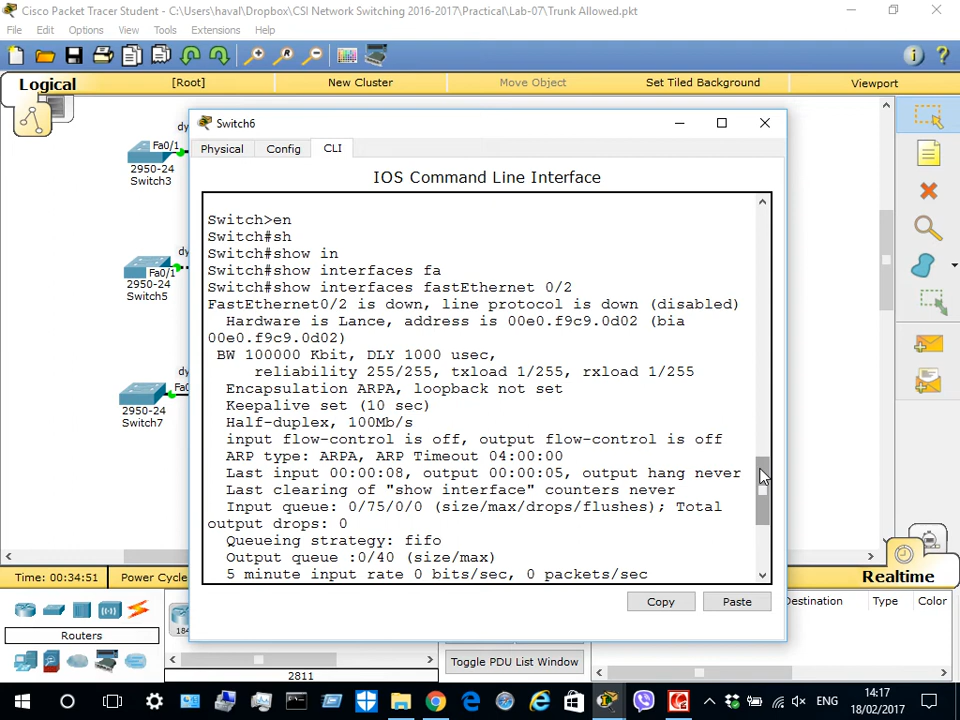 Cisco Packet Tracer Student - C:\Users\haval\Dropbox\CSI Network Switching 2016-2017\Practical\Lab-07\Trunk Allowed.pkt
File Edit Options View Tools Extensions Help
Logical [Root] New Cluster Move Object Set Tiled Background Viewport
dy
Fa0/1
2950-24
Switch3
dy
Fa0/1
2950-24
Switch5
Fa0
2950-24
Switch7
Switch6
Physical Config CLI
IOS Command Line Interface
Switch>en
Switch#sh
Switch#show in
Switch#show interfaces fa
Switch#show interfaces fastEthernet 0/2
FastEthernet0/2 is down, line protocol is down (disabled)
Hardware is Lance, address is 00e0.f9c9.0d02 (bia
00e0.f9c9.0d02)
BW 100000 Kbit, DLY 1000 usec,
reliability 255/255, txload 1/255, rxload 1/255
Encapsulation ARPA, loopback not set
Keepalive set (10 sec)
Half-duplex, 100Mb/s
input flow-control is off, output flow-control is off
ARP type: ARPA, ARP Timeout 04:00:00
Last input 00:00:08, output 00:00:05, output hang never
Last clearing of "show interface" counters never
Input queue: 0/75/0/0 (size/max/drops/flushes); Total
output drops: 0
Queueing strategy: fifo
Output queue :0/40 (size/max)
5 minute input rate 0 bits/sec, 0 packets/sec
Copy Paste
Time: 00:34:51 Power Cycle Realtime
Destination Type Color
Routers
184
2811
Toggle PDU List Window
ENG
14:17
18/02/2017